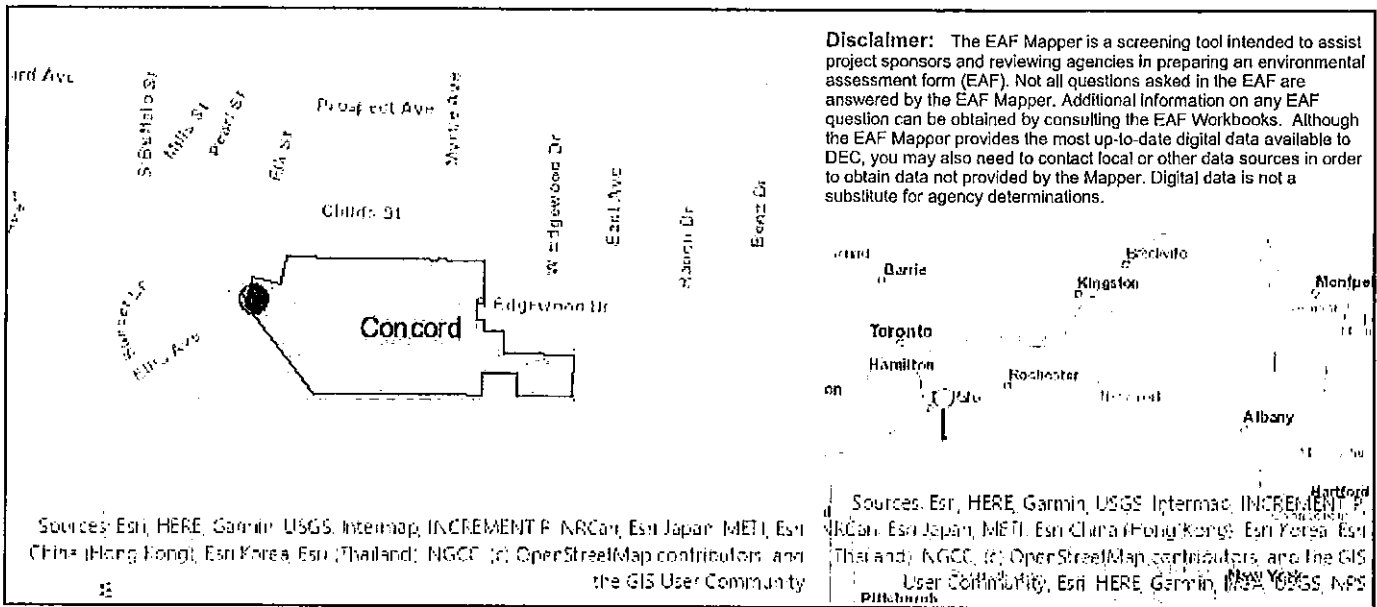 Disclaimer: The EAF Mapper is a screening tool intended to assist
project sponsors and reviewing agencies in preparing an environmental
assessment form (EAF). Not all questions asked in the EAF are
answered by the EAF Mapper. Additional information on any EAF
question can be obtained by consulting the EAF Workbooks. Although
the EAF Mapper provides the most up-to-date digital data available to
DEC, you may also need to contact local or other data sources in order
to obtain data not provided by the Mapper. Digital data is not a
substitute for agency determinations.
Ave
S Buffalo St
Mills St
Pearl St
Elk St
Prospect Ave
Myrtle Ave
Childs St
Wedgewood Dr
East Ave
Edgewood Dr
Concord
Barrie
Kingston
Toronto
Hamilton
Rochester
Albany
Hartford
New York
Pittsburgh
Sources: Esri, HERE, Garmin, USGS, Intermap, INCREMENT P, NRCan, Esri Japan, METI, Esri
China (Hong Kong), Esri Korea, Esri (Thailand), NGCC, (c) OpenStreetMap contributors, and
the GIS User Community
Sources: Esri, HERE, Garmin, USGS, Intermap, INCREMENT P,
NRCan, Esri Japan, METI, Esri China (Hong Kong), Esri Korea, Esri
(Thailand), NGCC, (c) OpenStreetMap contributors, and the GIS
User Community, Esri, HERE, Garmin, USGS, NPS